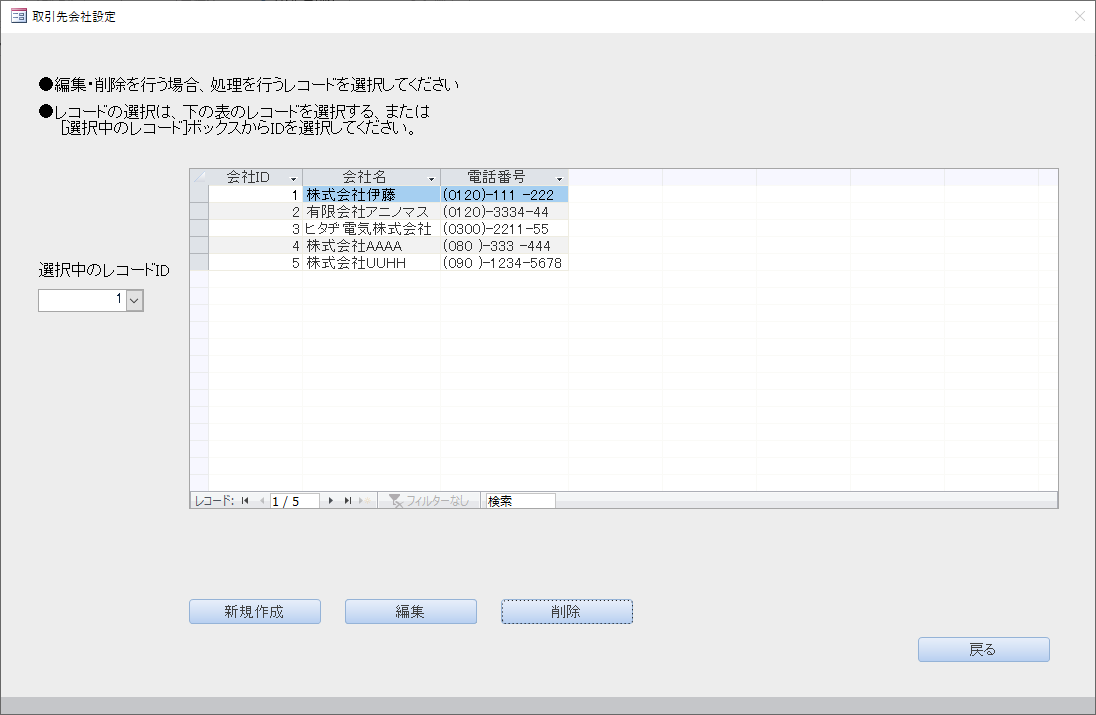 取引先会社設定
●編集・削除を行う場合、処理を行うレコードを選択してください
●レコードの選択は、下の表のレコードを選択する、または
[選択中のレコード]ボックスからIDを選択してください。
会社ID 会社名 電話番号
1 株式会社伊藤 (0120)-111 -222
2 有限会社アニノマス (0120)-3334-44
3 ヒタヂ電気株式会社 (0300)-2211-55
4 株式会社AAAA (080 )-333 -444
5 株式会社UUHH (090 )-1234-5678
選択中のレコードID
1
レコード: 1 / 5 フィルターなし 検索
新規作成 編集 削除
戻る